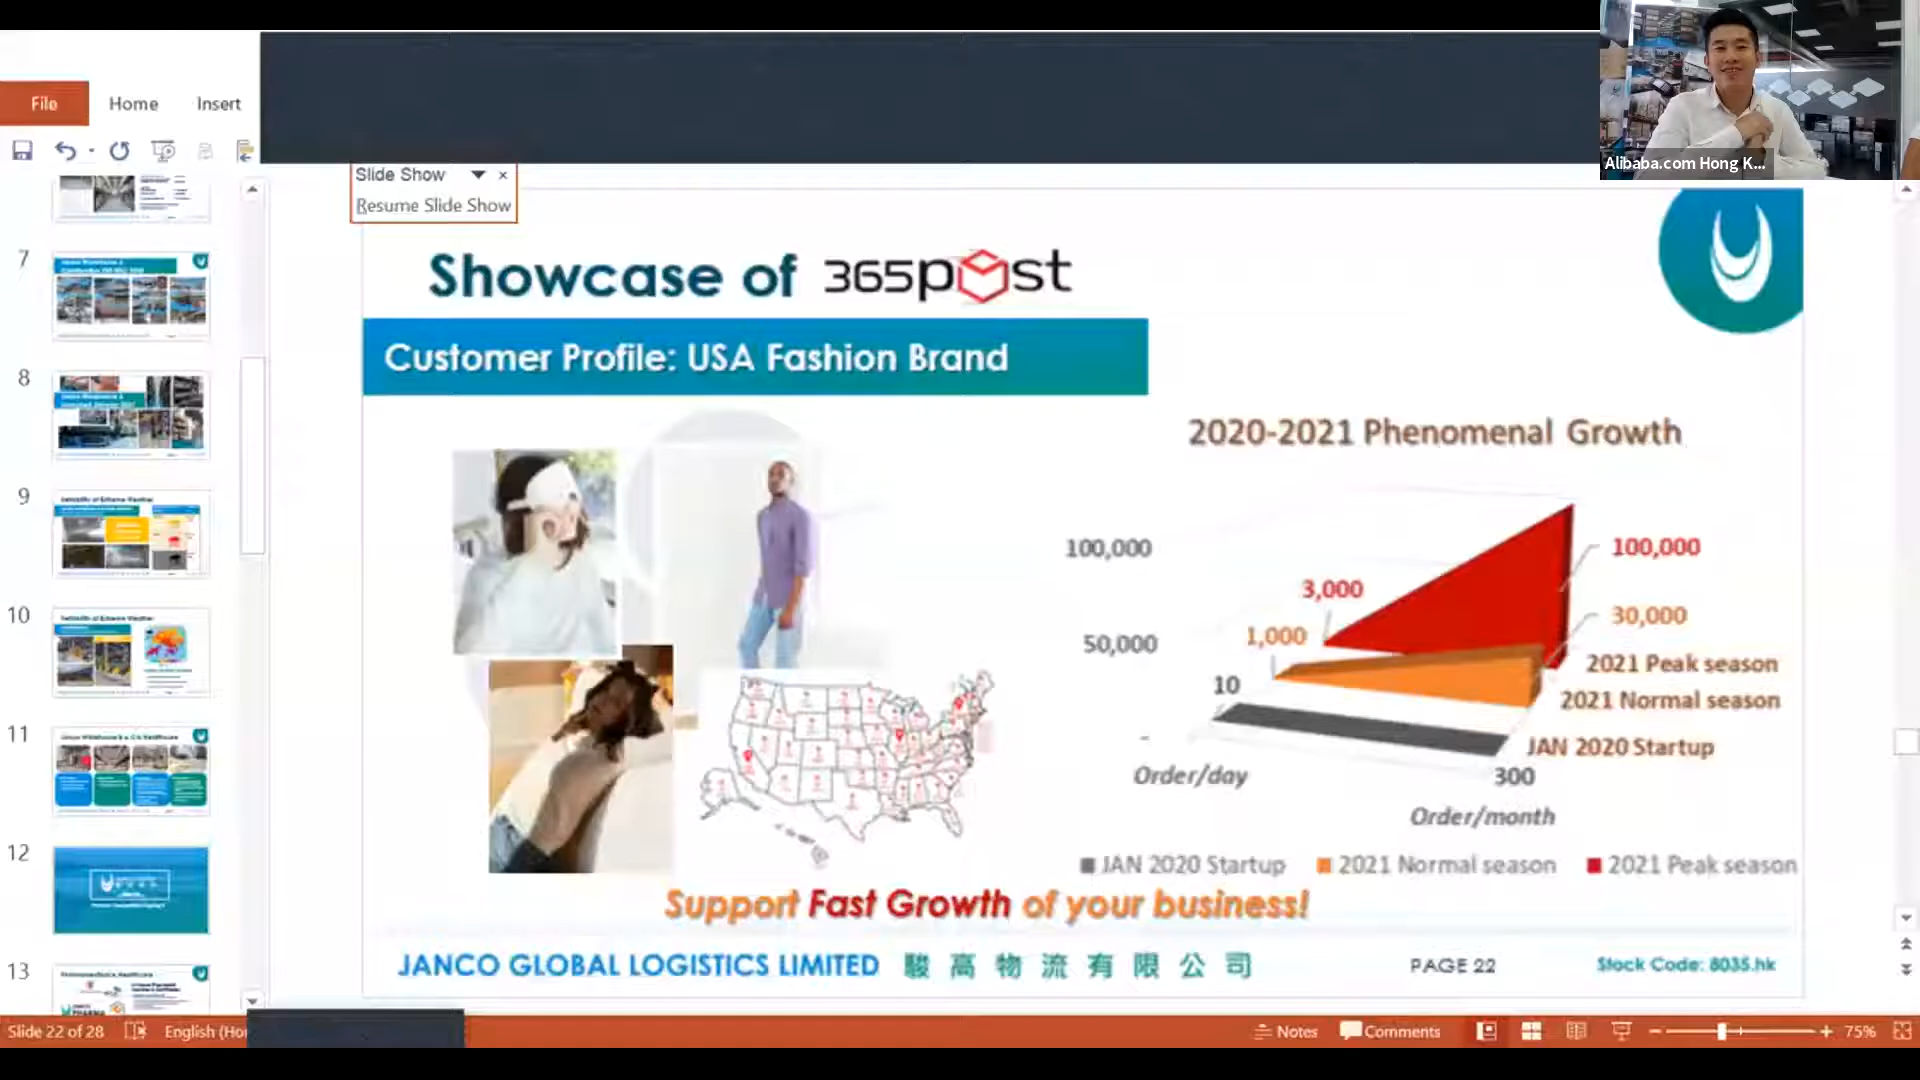 Alibaba.com Hong K...
File Home Insert
Slide Show
Resume Slide Show
7
8
9
10
11
12
13
Showcase of 365post
Customer Profile: USA Fashion Brand
2020-2021 Phenomenal Growth
100,000
50,000
3,000
1,000
10
100,000
30,000
2021 Peak season
2021 Normal season
JAN 2020 Startup
300
Order/day
Order/month
JAN 2020 Startup 2021 Normal season 2021 Peak season
Support Fast Growth of your business!
JANCO GLOBAL LOGISTICS LIMITED 駿高物流有限公司 PAGE 22 Stock Code: 8035.hk
Slide 22 of 28 English (Ho Notes Comments 75%